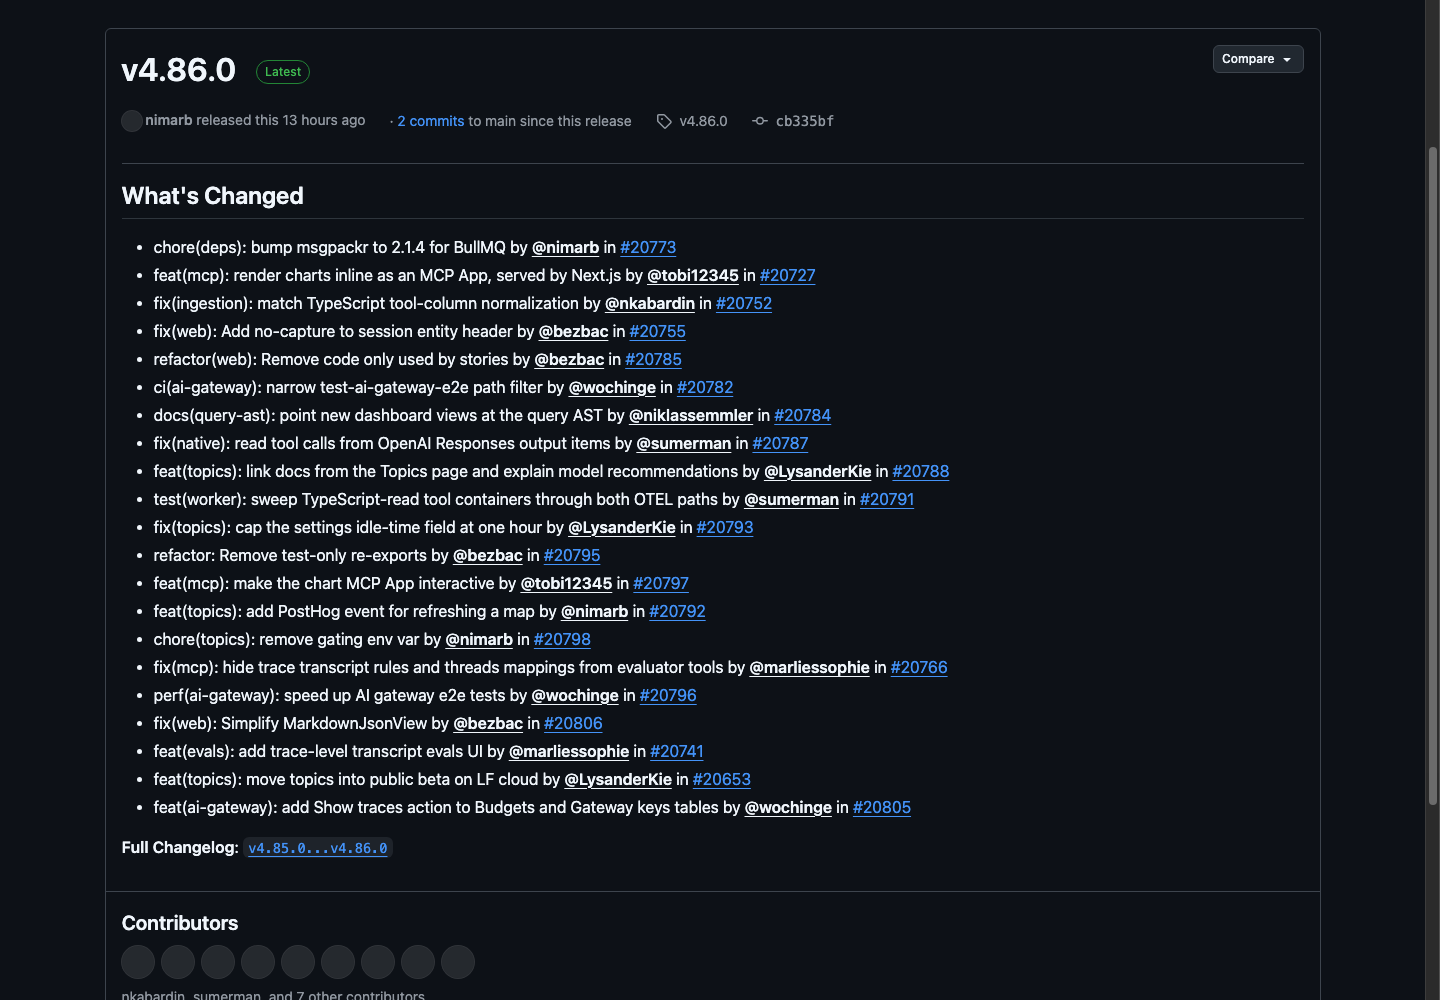 v4.86.0 Latest Compare
nimarb released this 13 hours ago · 2 commits to main since this release v4.86.0 cb335bf
What's Changed
• chore(deps): bump msgpackr to 2.1.4 for BullMQ by @nimarb in #20773
• feat(mcp): render charts inline as an MCP App, served by Next.js by @tobi12345 in #20727
• fix(ingestion): match TypeScript tool-column normalization by @nkabardin in #20752
• fix(web): Add no-capture to session entity header by @bezbac in #20755
• refactor(web): Remove code only used by stories by @bezbac in #20785
• ci(ai-gateway): narrow test-ai-gateway-e2e path filter by @wochinge in #20782
• docs(query-ast): point new dashboard views at the query AST by @niklassemmler in #20784
• fix(native): read tool calls from OpenAI Responses output items by @sumerman in #20787
• feat(topics): link docs from the Topics page and explain model recommendations by @LysanderKie in #20788
• test(worker): sweep TypeScript-read tool containers through both OTEL paths by @sumerman in #20791
• fix(topics): cap the settings idle-time field at one hour by @LysanderKie in #20793
• refactor: Remove test-only re-exports by @bezbac in #20795
• feat(mcp): make the chart MCP App interactive by @tobi12345 in #20797
• feat(topics): add PostHog event for refreshing a map by @nimarb in #20792
• chore(topics): remove gating env var by @nimarb in #20798
• fix(mcp): hide trace transcript rules and threads mappings from evaluator tools by @marliessophie in #20766
• perf(ai-gateway): speed up AI gateway e2e tests by @wochinge in #20796
• fix(web): Simplify MarkdownJsonView by @bezbac in #20806
• feat(evals): add trace-level transcript evals UI by @marliessophie in #20741
• feat(topics): move topics into public beta on LF cloud by @LysanderKie in #20653
• feat(ai-gateway): add Show traces action to Budgets and Gateway keys tables by @wochinge in #20805
Full Changelog: v4.85.0...v4.86.0
Contributors
nkabardin, sumerman, and 7 other contributors